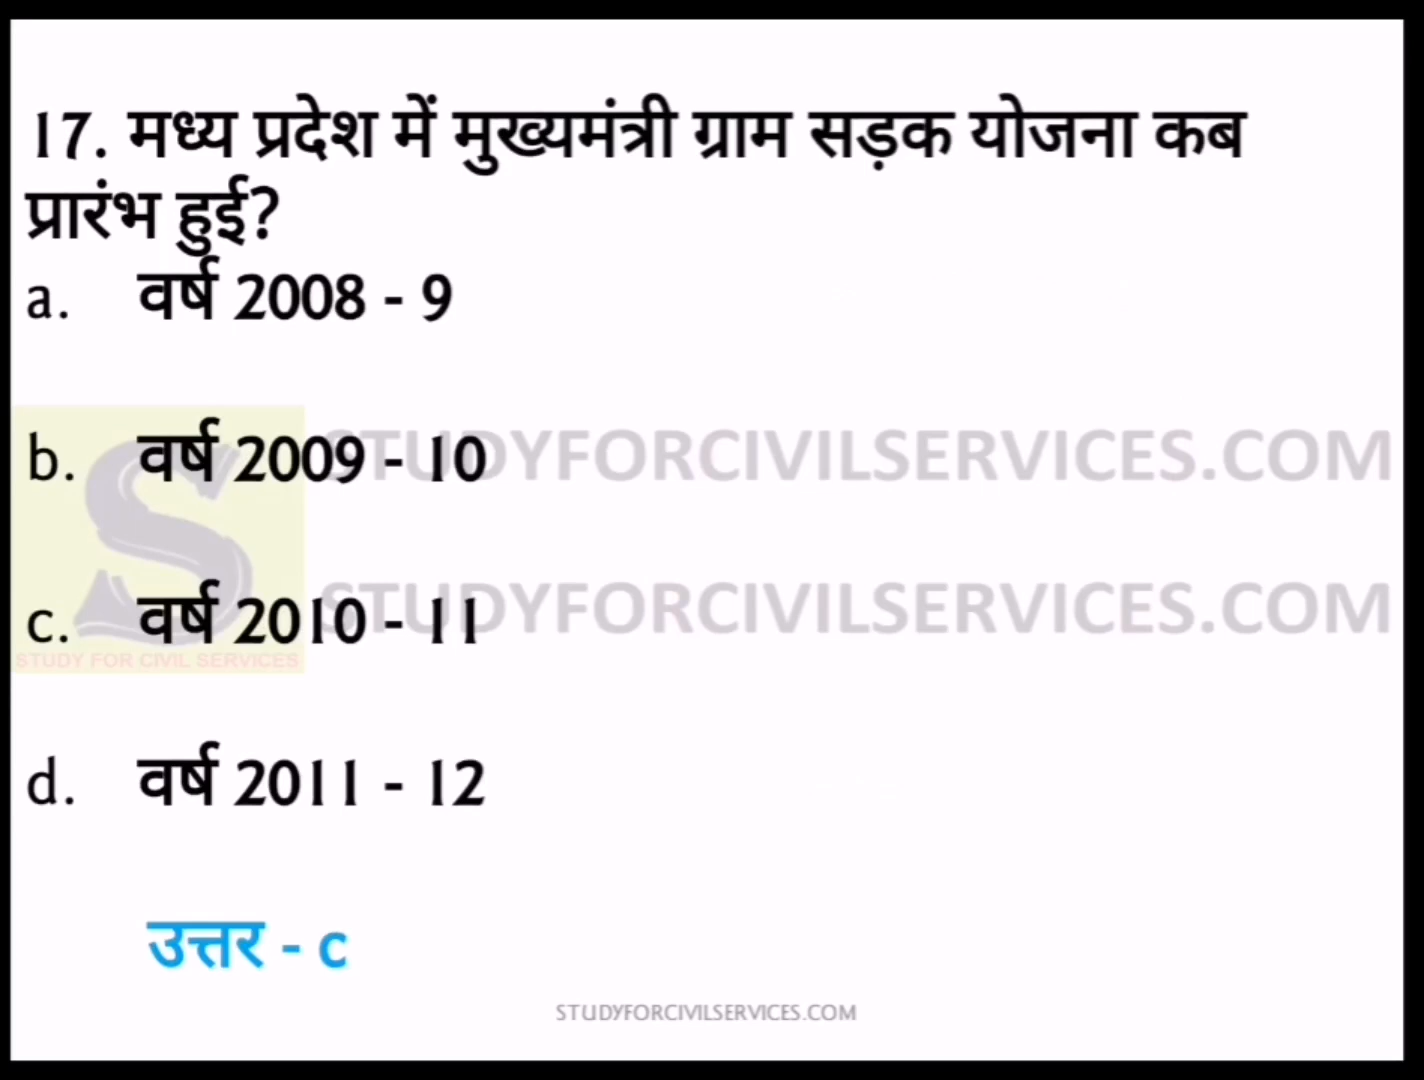 17. मध्य प्रदेश में मुख्यमंत्री ग्राम सड़क योजना कब
प्रारंभ हुई?
a. वर्ष 2008 - 9
b. वर्ष 2009 - 10
STUDYFORCIVILSERVICES.COM
c. वर्ष 2010 - 11
STUDYFORCIVILSERVICES.COM
STUDY FOR CIVIL SERVICES
d. वर्ष 2011 - 12
उत्तर - c
STUDYFORCIVILSERVICES.COM